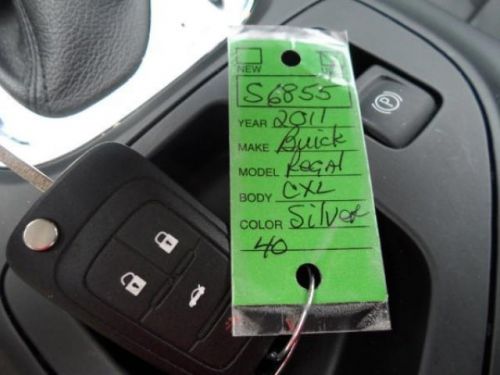 NEW
S6855
YEAR 2011
MAKE Buick
MODEL Regal
BODY CXL
COLOR Silver
40
P